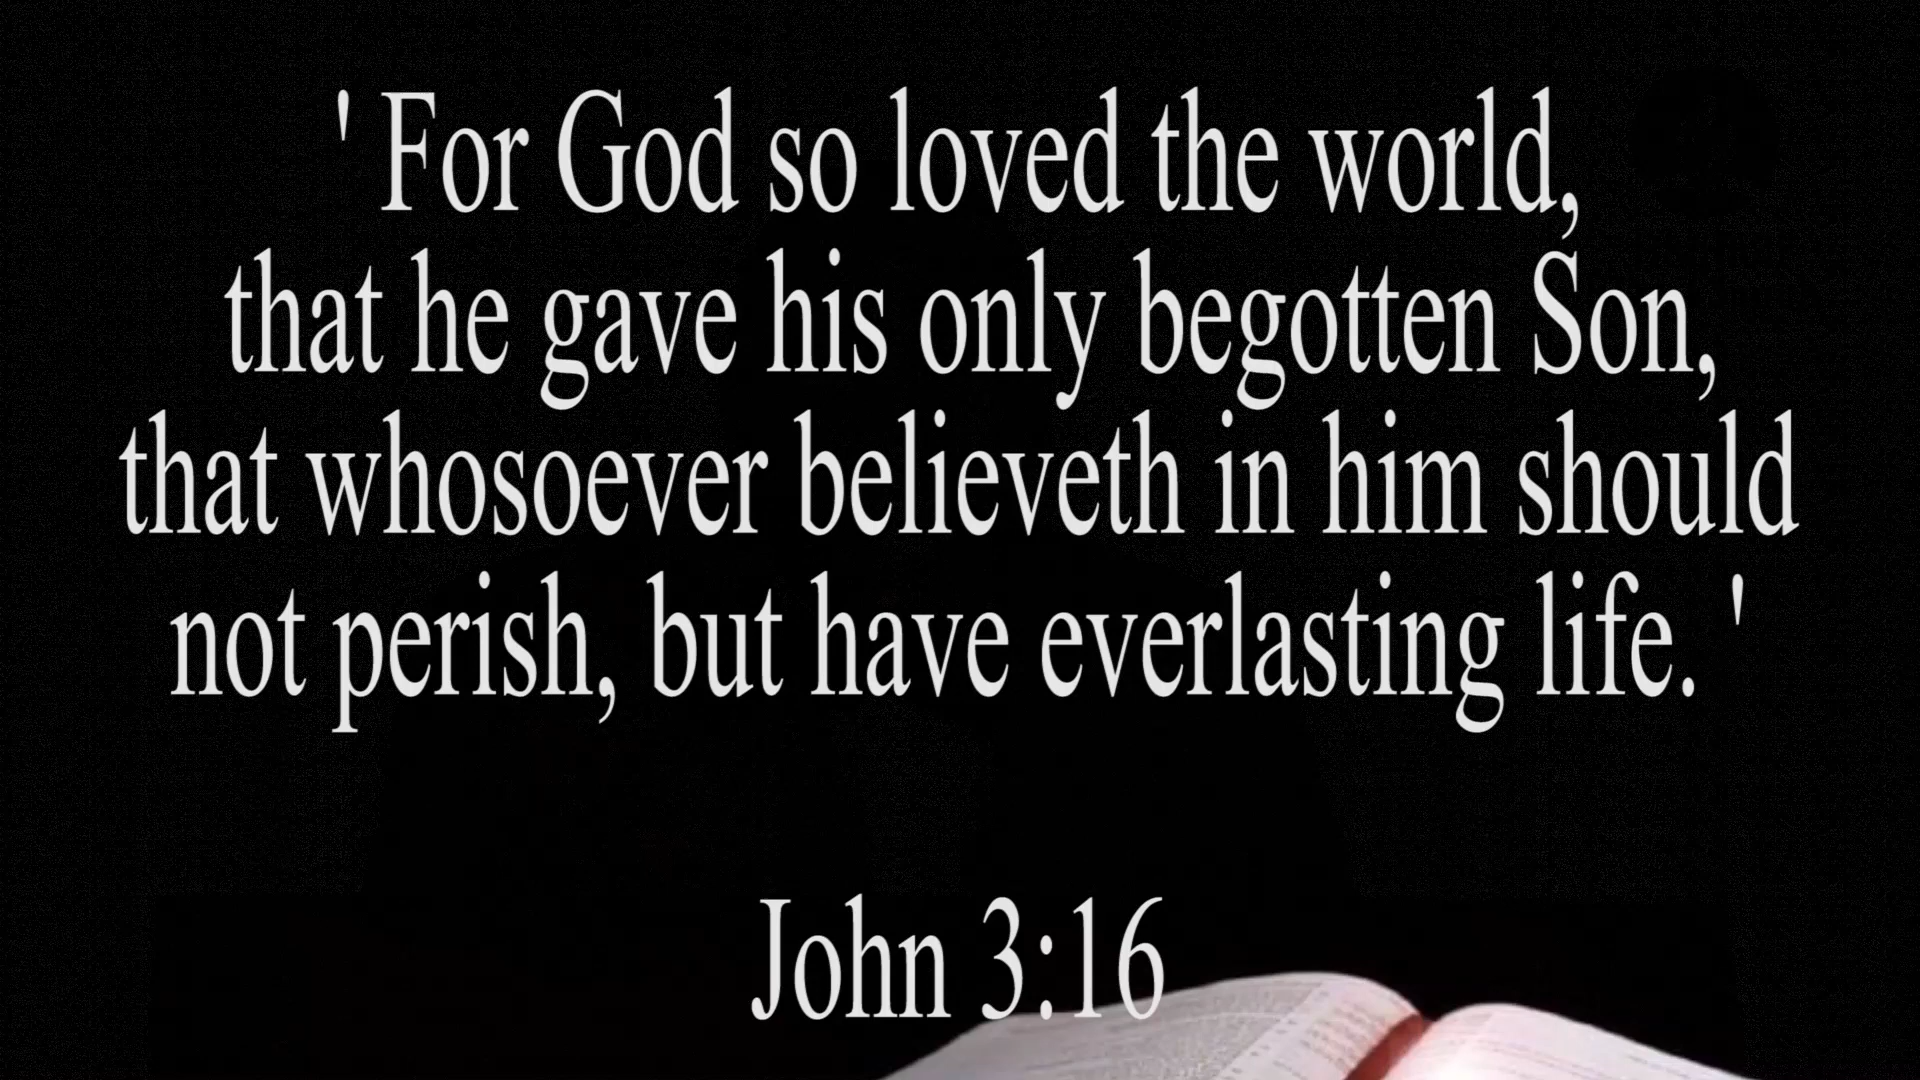 ' For God so loved the world,
that he gave his only begotten Son,
that whosoever believeth in him should
not perish, but have everlasting life. '
John 3:16